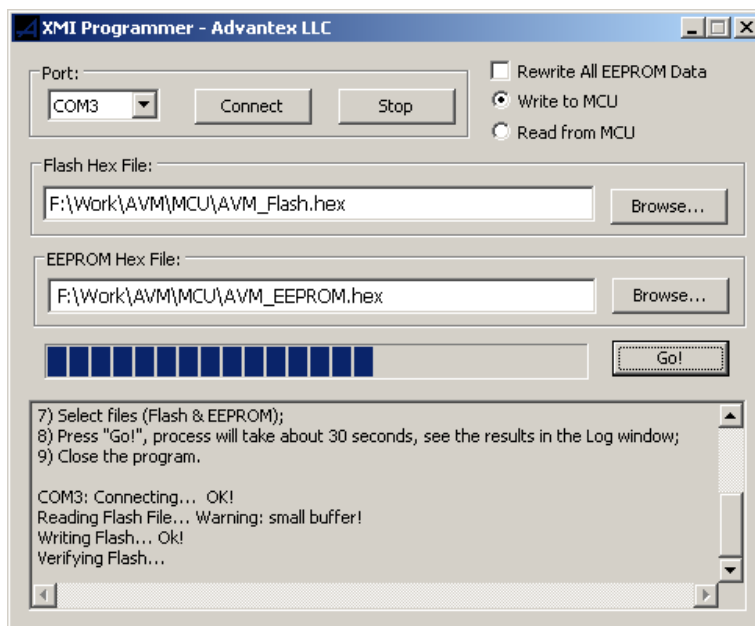 XMI Programmer - Advantex LLC
Port:
COM3
Connect
Stop
Rewrite All EEPROM Data
Write to MCU
Read from MCU
Flash Hex File:
F:\Work\AVM\MCU\AVM_Flash.hex
Browse...
EEPROM Hex File:
F:\Work\AVM\MCU\AVM_EEPROM.hex
Browse...
Go!
7) Select files (Flash & EEPROM);
8) Press "Go!", process will take about 30 seconds, see the results in the Log window;
9) Close the program.
COM3: Connecting... OK!
Reading Flash File... Warning: small buffer!
Writing Flash... Ok!
Verifying Flash...